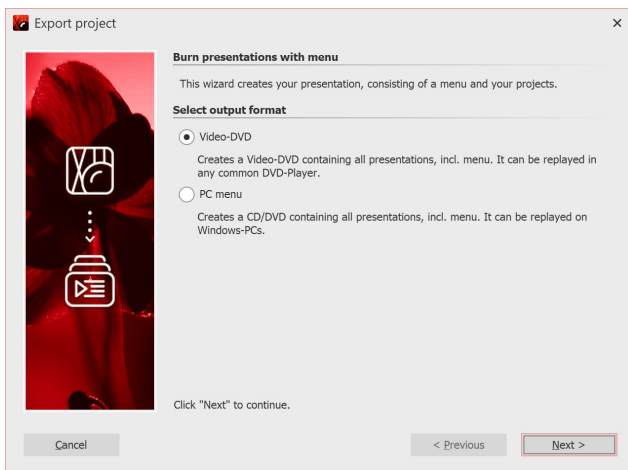 Export project
Burn presentations with menu
This wizard creates your presentation, consisting of a menu and your projects.
Select output format
Video-DVD
Creates a Video-DVD containing all presentations, incl. menu. It can be replayed in
any common DVD-Player.
PC menu
Creates a CD/DVD containing all presentations, incl. menu. It can be replayed on
Windows-PCs.
Click "Next" to continue.
Cancel
< Previous
Next >